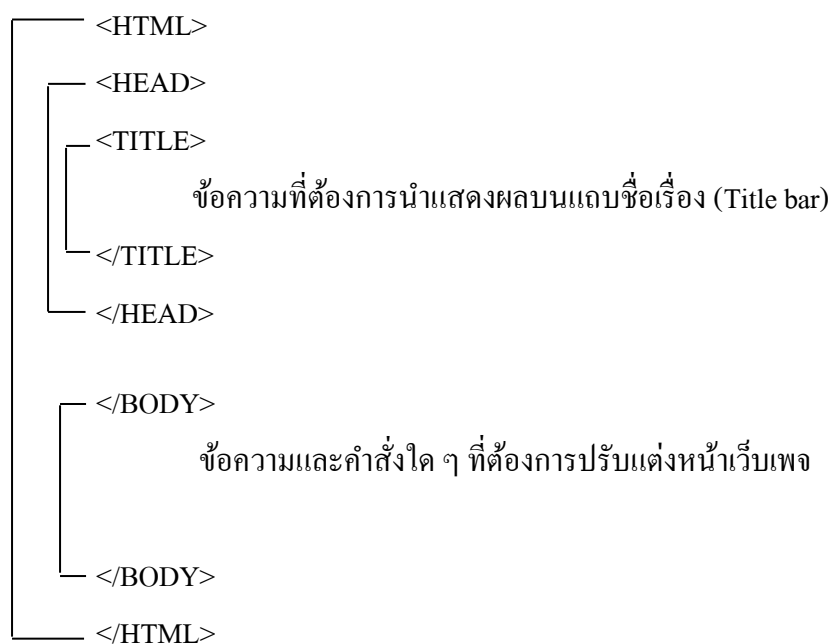 <HTML>
<HEAD>
<TITLE>
ข้อความที่ต้องการนำแสดงผลบนแถบชื่อเรื่อง (Title bar)
</TITLE>
</HEAD>
</BODY>
ข้อความและคำสั่งใด ๆ ที่ต้องการปรับแต่งหน้าเว็บเพจ
</BODY>
</HTML>